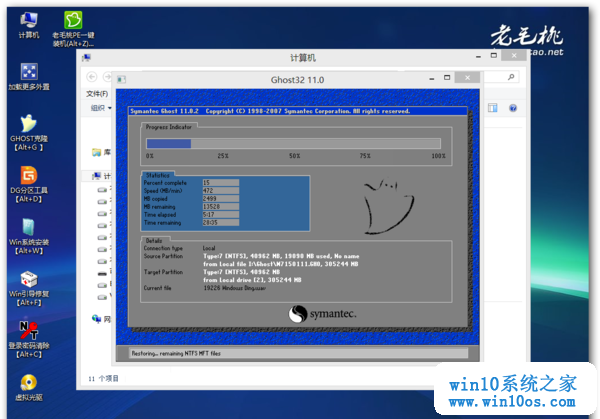 计算机
老毛桃PE一键
装机(Alt+Z)...
加载更多外置
GHOST克隆
(Alt+G )
DG分区工具
(Alt+D)
Win系统安装
(Alt+W)
Win引导修复
(Alt+F)
登录密码清除
(Alt+C)
虚拟光驱
老毛桃
tao.net
计算机
文件(F)
组织
库
计
网
11 个项目
Ghost32 11.0
Symantec Ghost 11.0.2 Copyright (C) 1998-2007 Symantec Corporation. All rights reserved.
Progress Indicator
0% 25% 50% 75% 100%
Statistics
Percent complete 15
Speed (MB/min) 472
MB copied 2499
MB remaining 13528
Time elapsed 5:17
Time remaining 28:35
Details
Connection type Local
Source Partition Type:7 [NTFS], 40962 MB, 19898 MB used, No name
from Local file I:\Ghost\W7150111.GHO, 305244 MB
Target Partition Type:7 [NTFS], 40962 MB
from Local drive [2], 305244 MB
Current file 19229 Windows Bing.user
symantec.
Restoring... remaining NTFS MFT files
win10系统之家
www.win10os.com